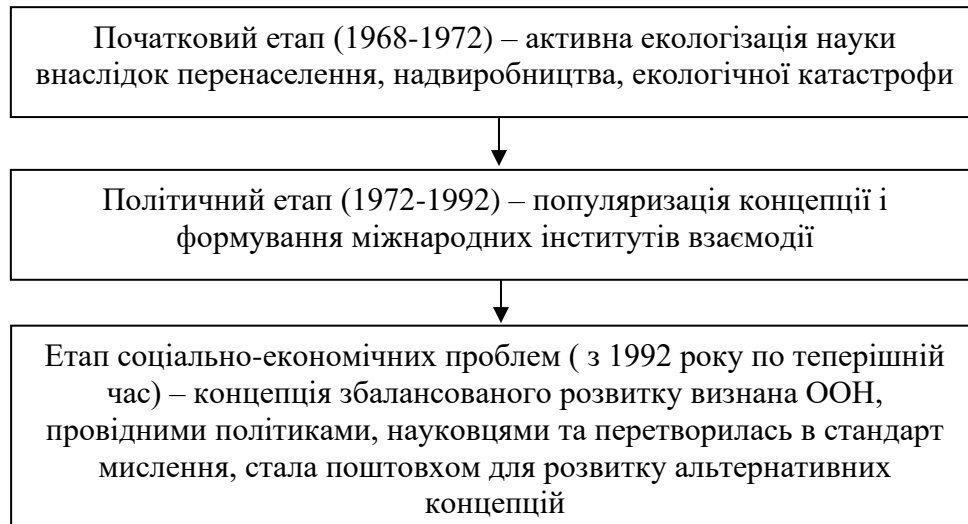 Початковий етап (1968-1972) – активна екологізація науки
внаслідок перенаселення, надвиробництва, екологічної катастрофи
Політичний етап (1972-1992) – популяризація концепції і
формування міжнародних інститутів взаємодії
Етап соціально-економічних проблем ( з 1992 року по теперішній
час) – концепція збалансованого розвитку визнана ООН,
провідними політиками, науковцями та перетворилась в стандарт
мислення, стала поштовхом для розвитку альтернативних
концепцій